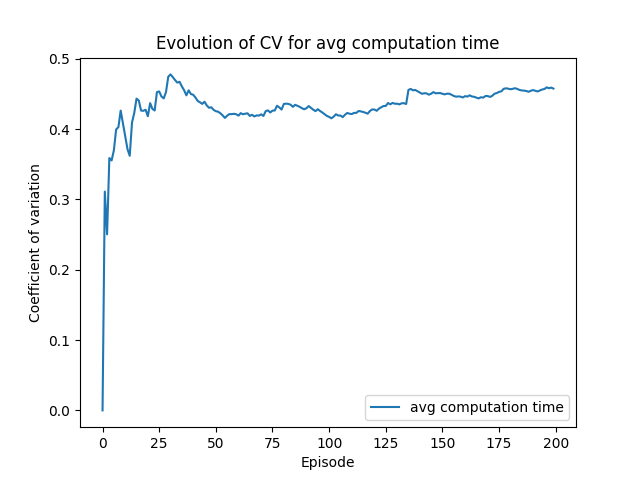 Evolution of CV for avg computation time
0.5
0.4
0.3
0.2
0.1
0.0
Coefficient of variation
avg computation time
0 25 50 75 100 125 150 175 200
Episode